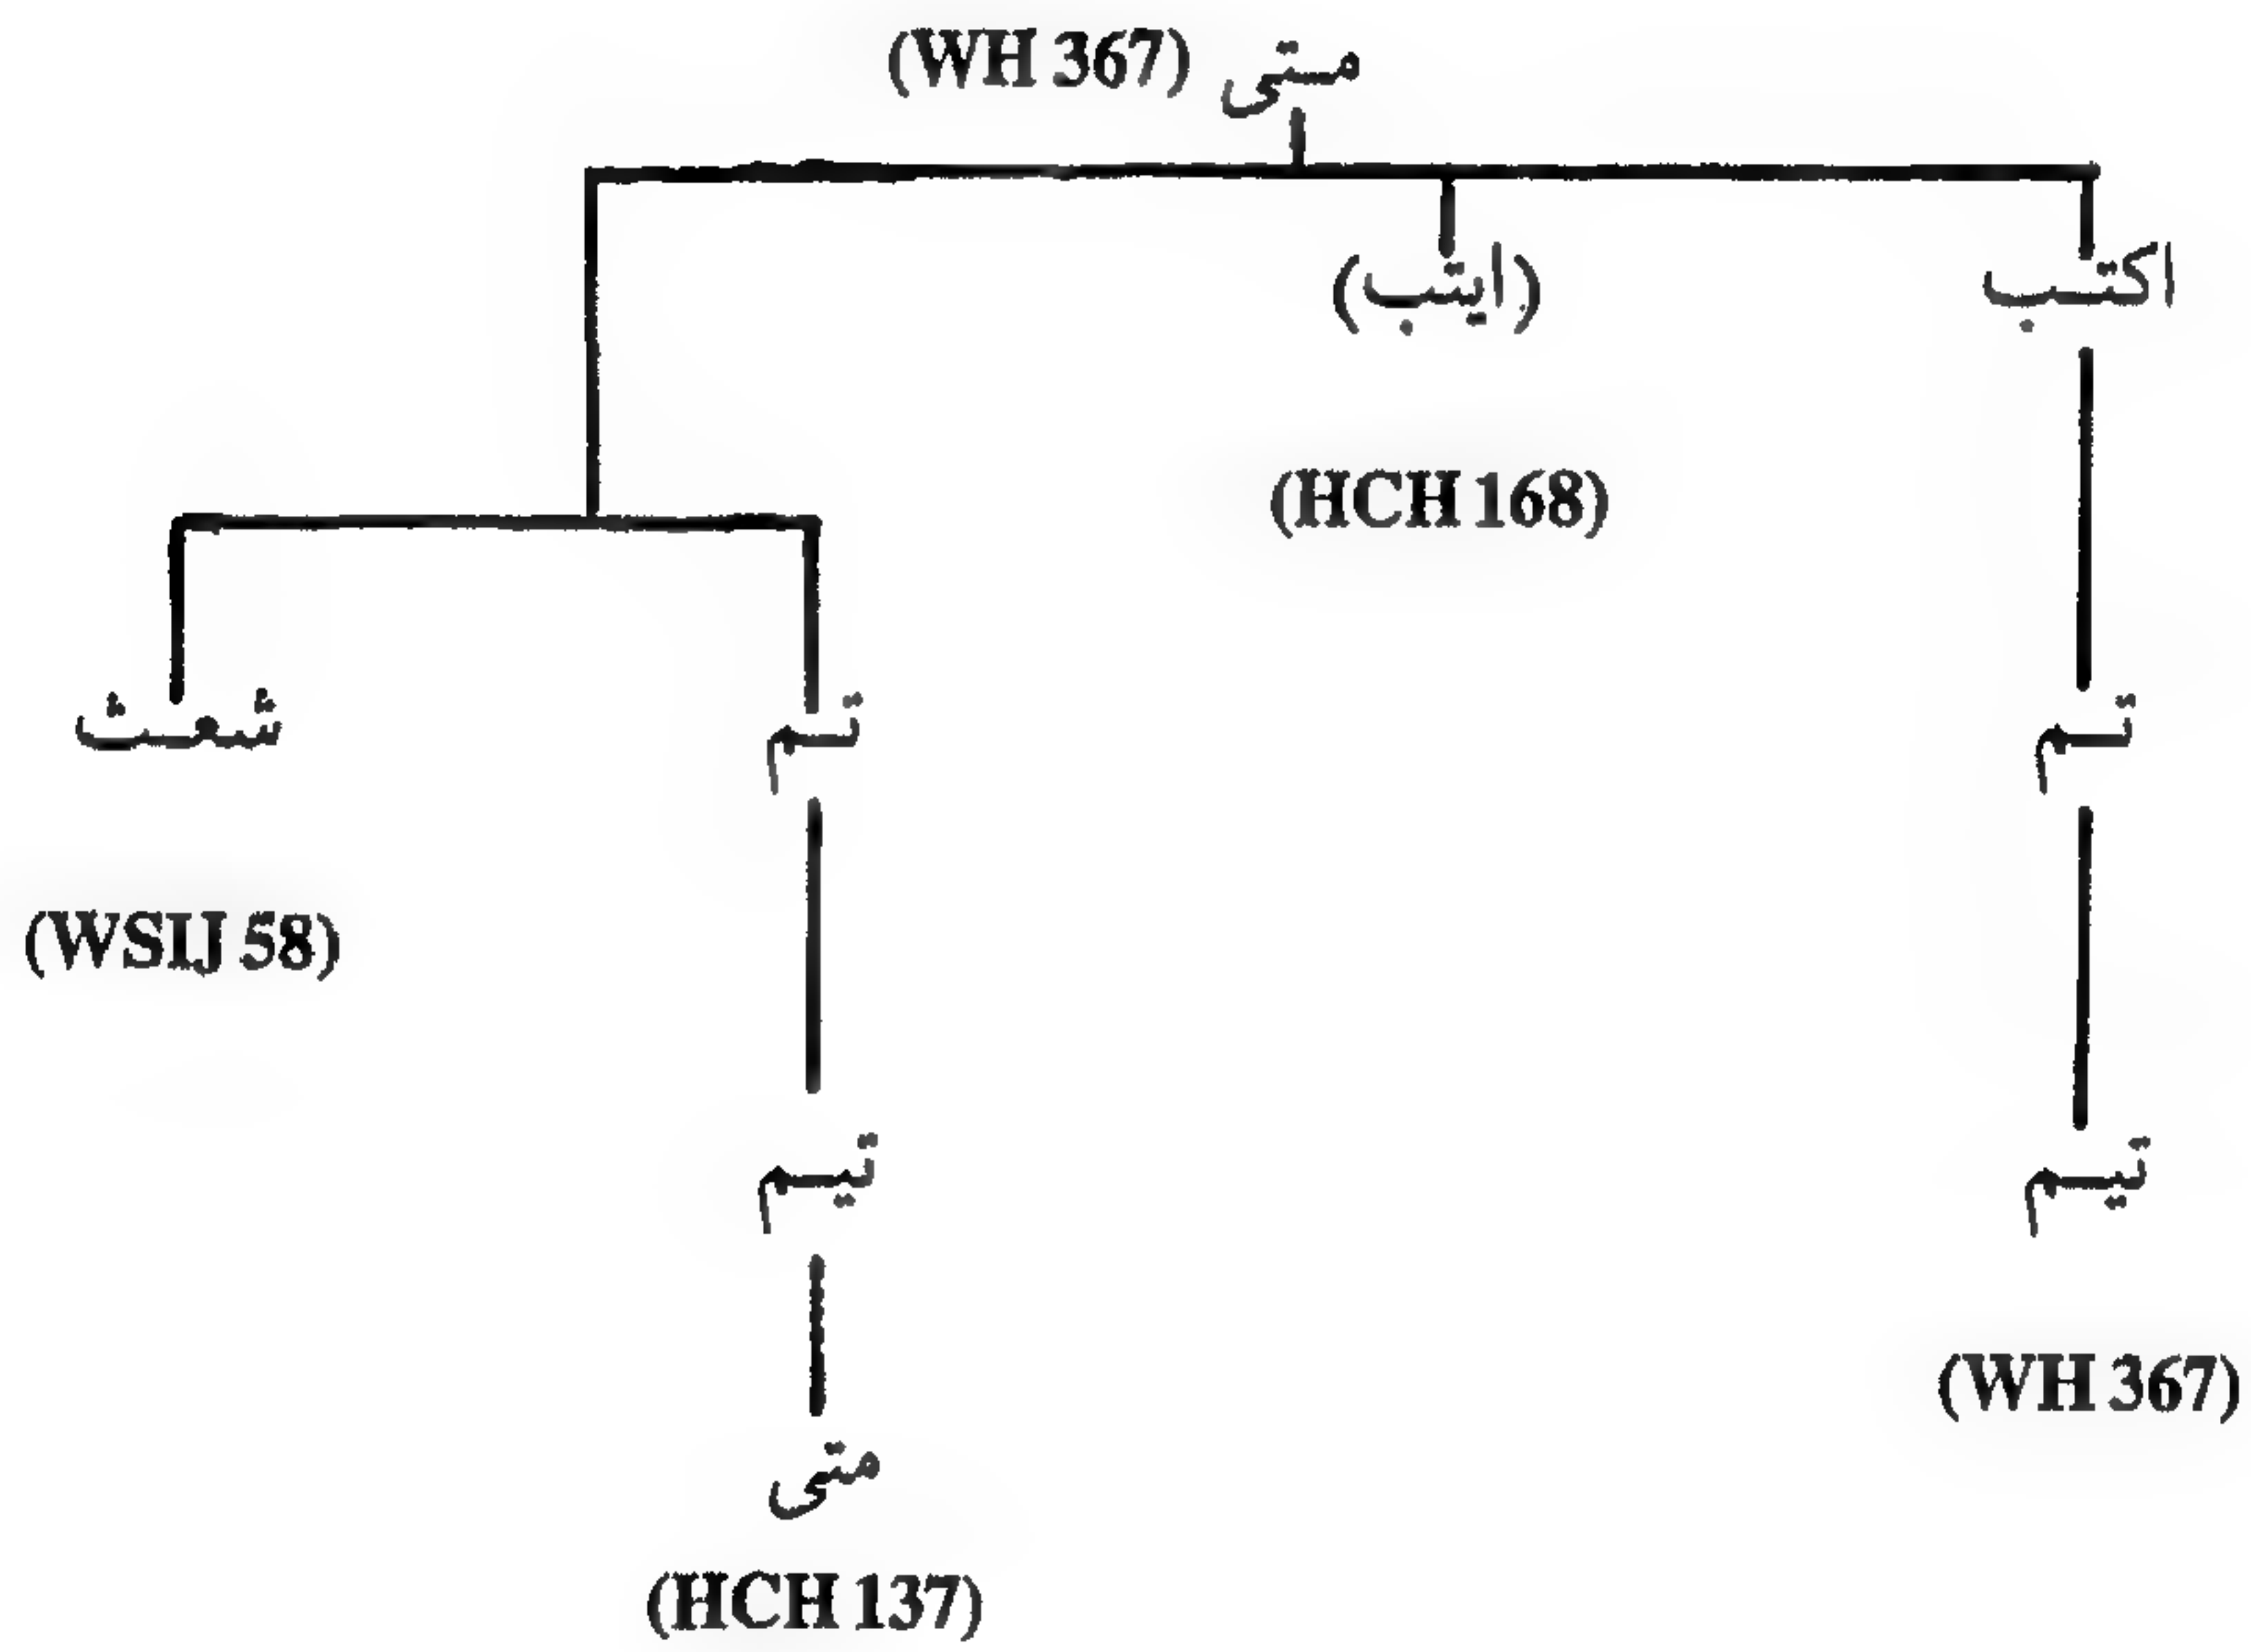 متى (WH 367)
اكتب
(ايتب)
(HCH 168)
تم
تم
شعث
(WSIJ 58)
تيم
تيم
(WH 367)
متى
(HCH 137)